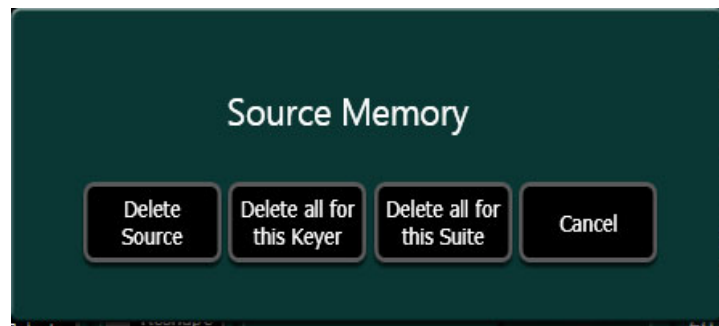 Source Memory
Delete
Source
Delete all for
this Keyer
Delete all for
this Suite
Cancel